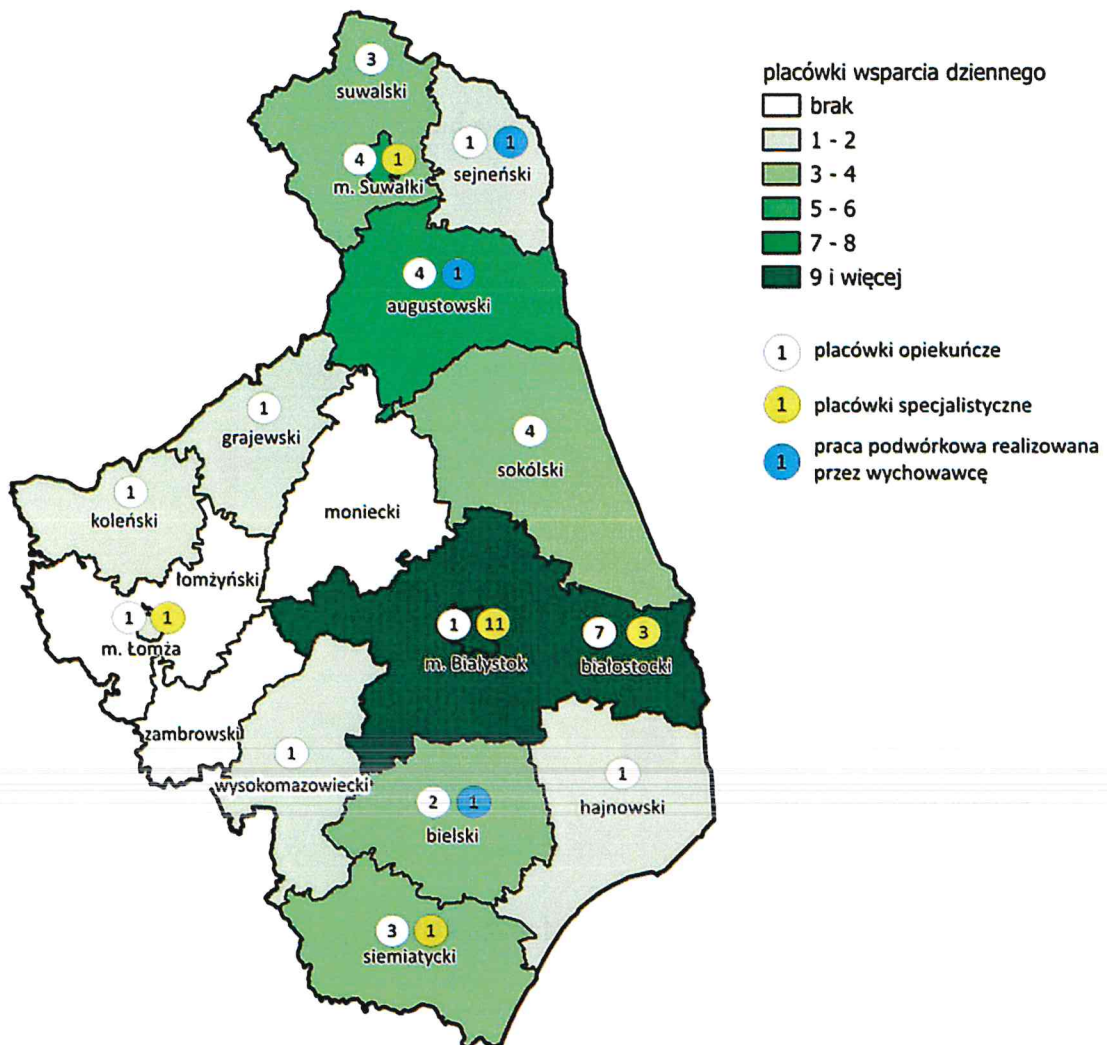 3
suwalski
4 1
m. Suwałki
1 1
sejneński
4 1
augustowski
1
grajewski
4
sokólski
1
koleński
moniecki
łomżyński
1 1
m. Łomża
1 11
m. Białystok
7 3
białostocki
zambrowski
1
wysokomazowiecki
2 1
bielski
1
hajnowski
3 1
siemiatycki
placówki wsparcia dziennego
brak
1 - 2
3 - 4
5 - 6
7 - 8
9 i więcej
1 placówki opiekuńcze
1 placówki specjalistyczne
1 praca podwórkowa realizowana
przez wychowawcę